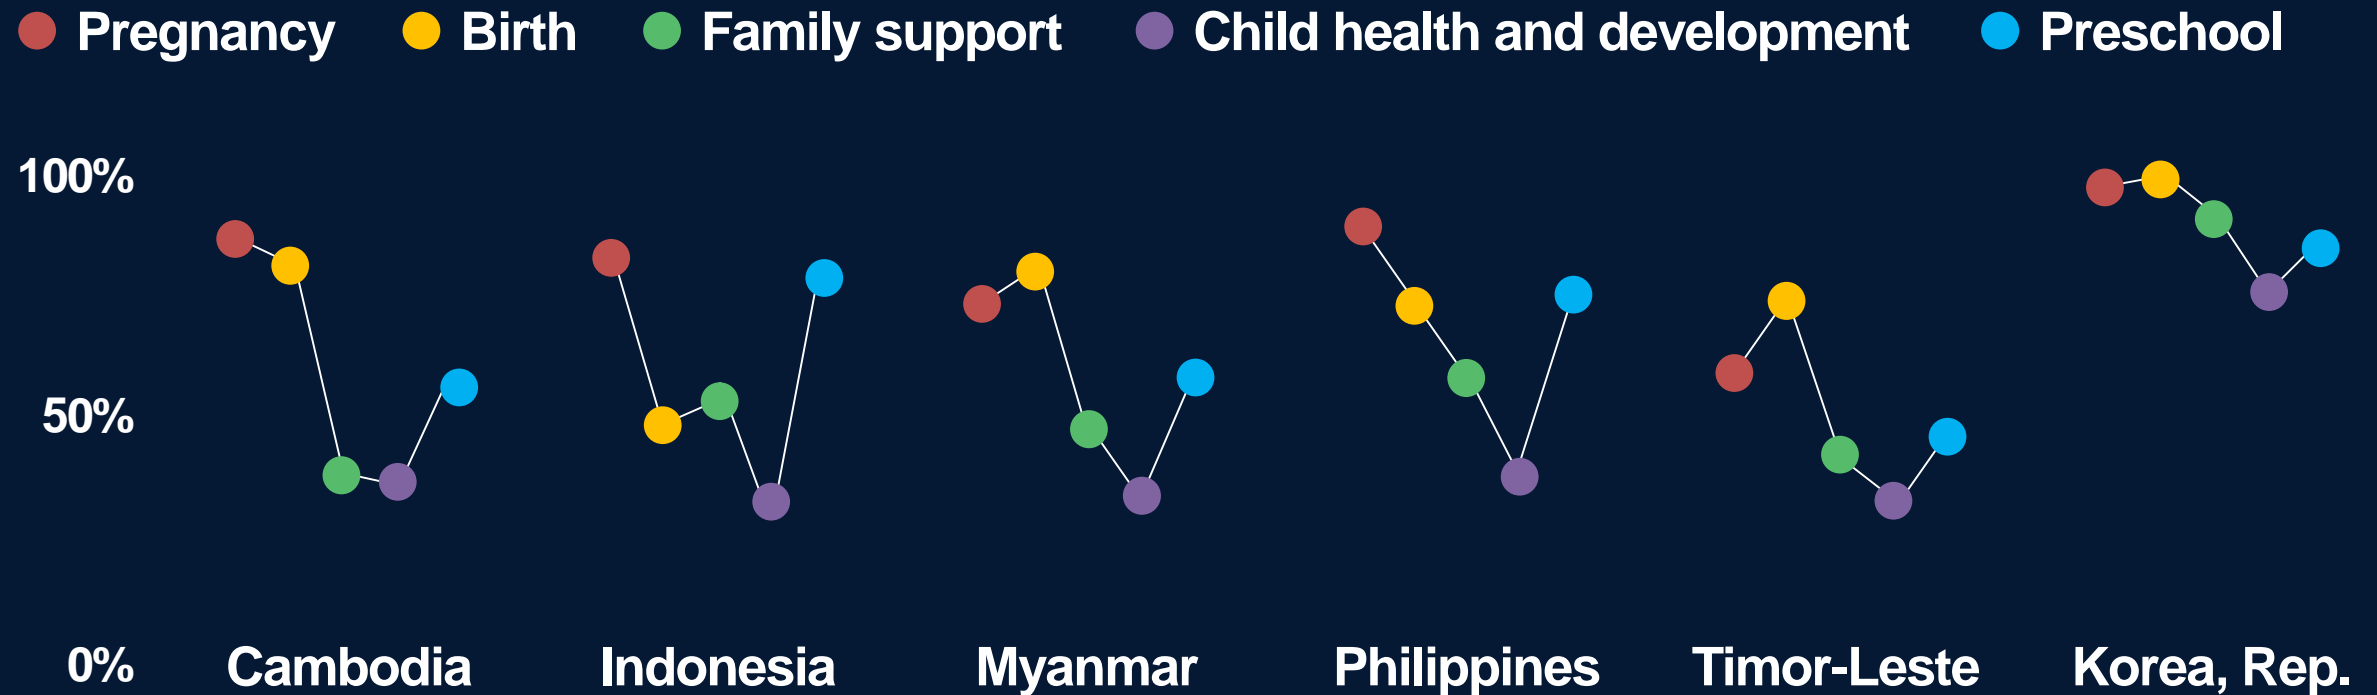 Pregnancy Birth Family support Child health and development Preschool
100%
50%
0%
Cambodia Indonesia Myanmar Philippines Timor-Leste Korea, Rep.